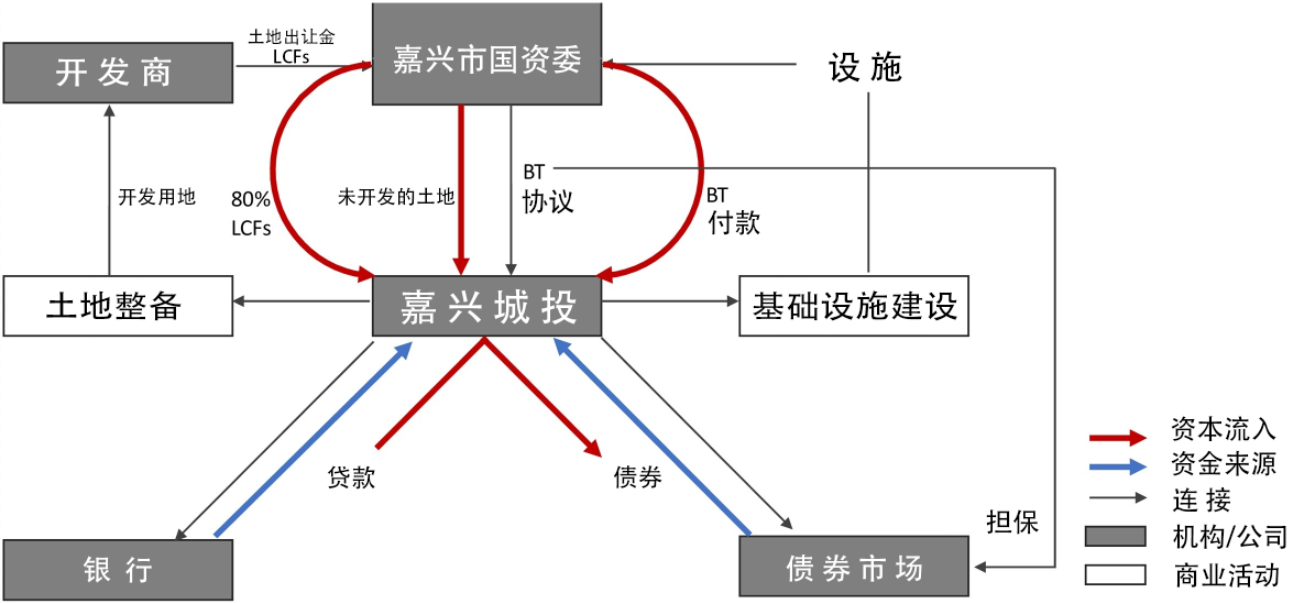 土地出让金
LCFs
开发商
嘉兴市国资委
设施
开发用地
80%
LCFs
未开发的土地
BT
协议
BT
付款
土地整备
嘉兴城投
基础设施建设
贷款
债券
担保
银行
债券市场
资本流入
资金来源
连接
机构/公司
商业活动